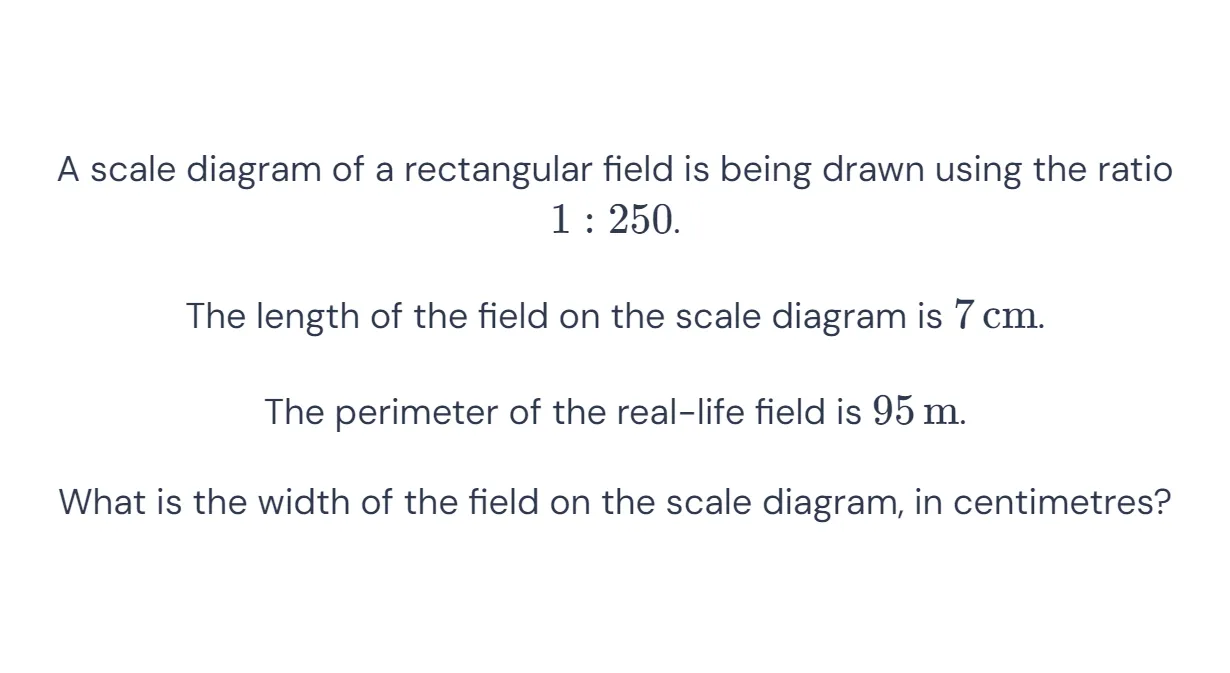 A scale diagram of a rectangular field is being drawn using the ratio
1 : 250.
The length of the field on the scale diagram is 7 cm.
The perimeter of the real-life field is 95 m.
What is the width of the field on the scale diagram, in centimetres?